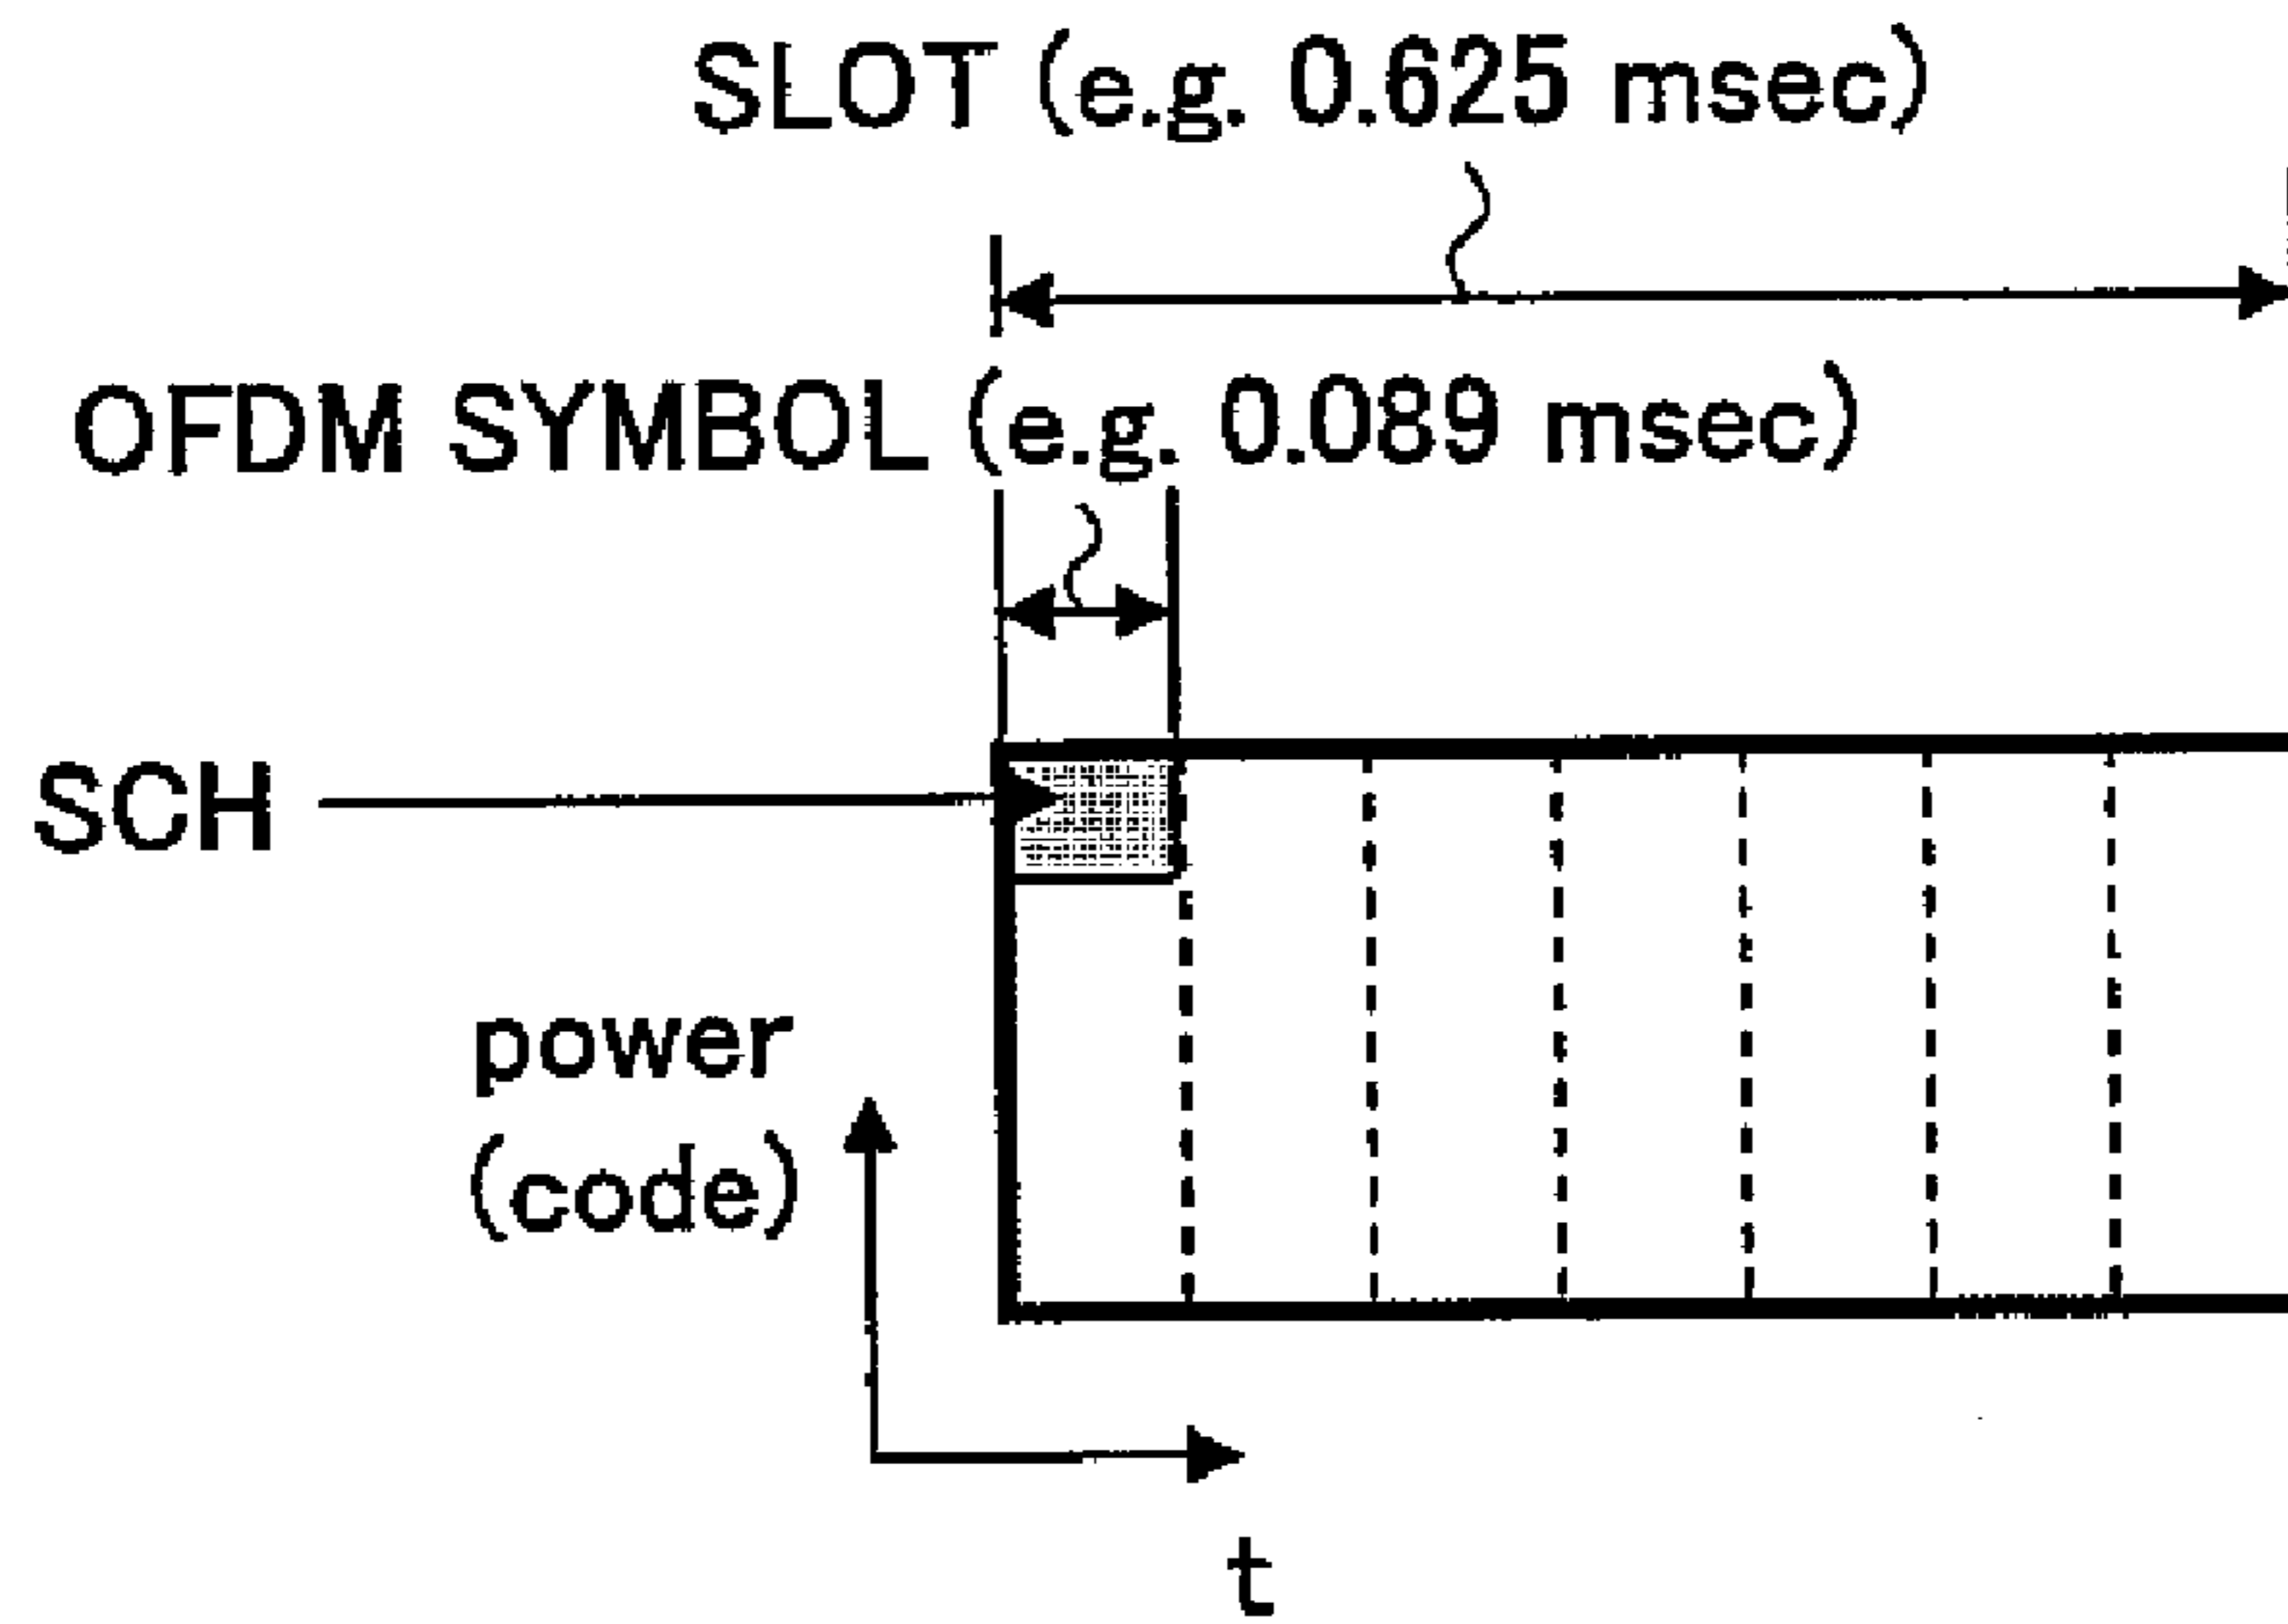 SLOT (e.g. 0.625 msec)
OFDM SYMBOL (e.g. 0.089 msec)
SCH
power
(code)
t